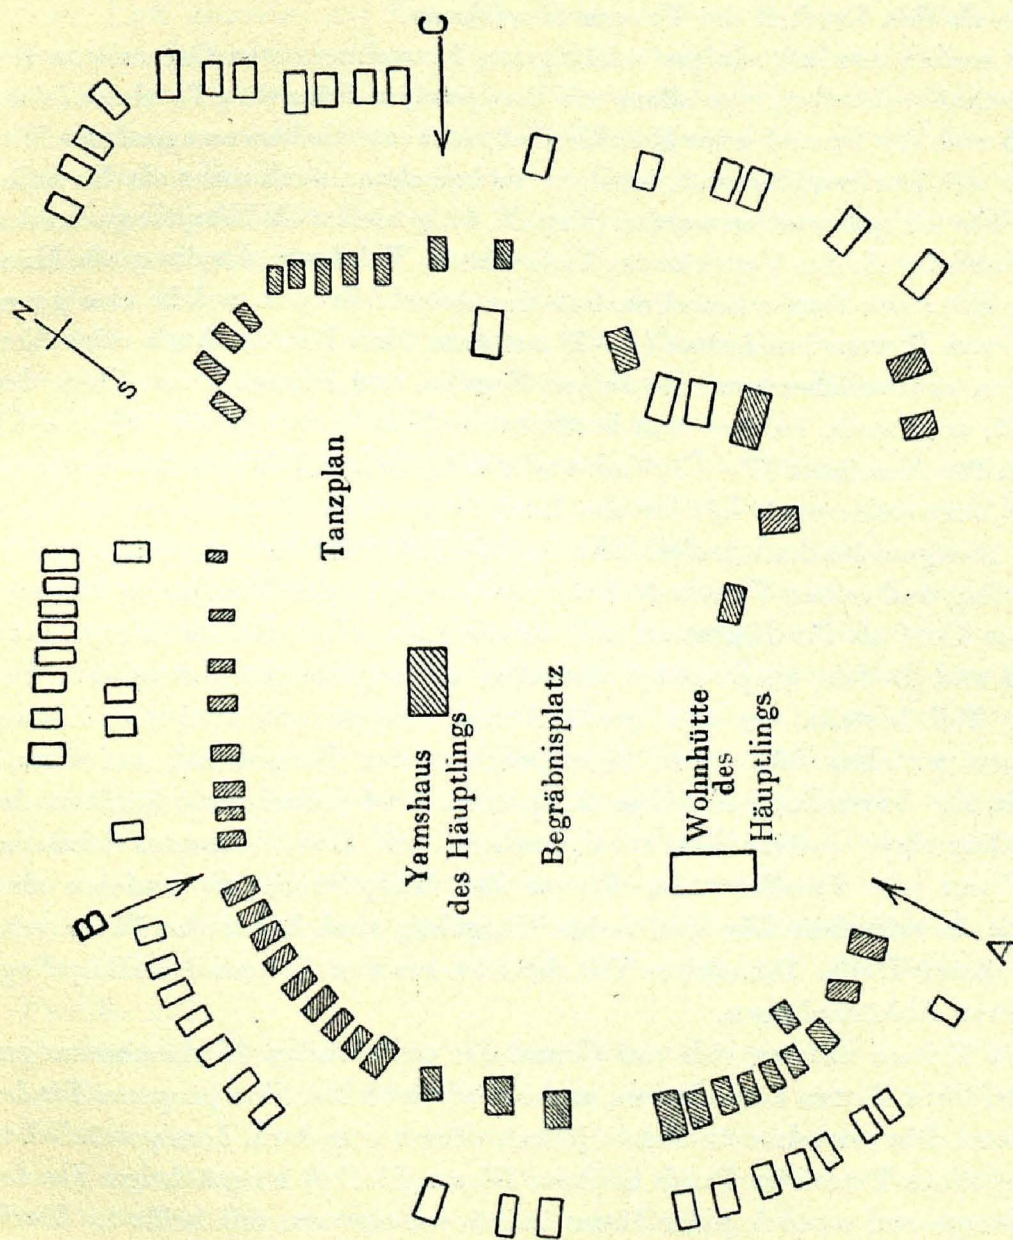 C
N
S
Tanzplan
Yamshaus
des Häuptlings
Begräbnisplatz
Wohnhütte
des
Häuptlings
B
A